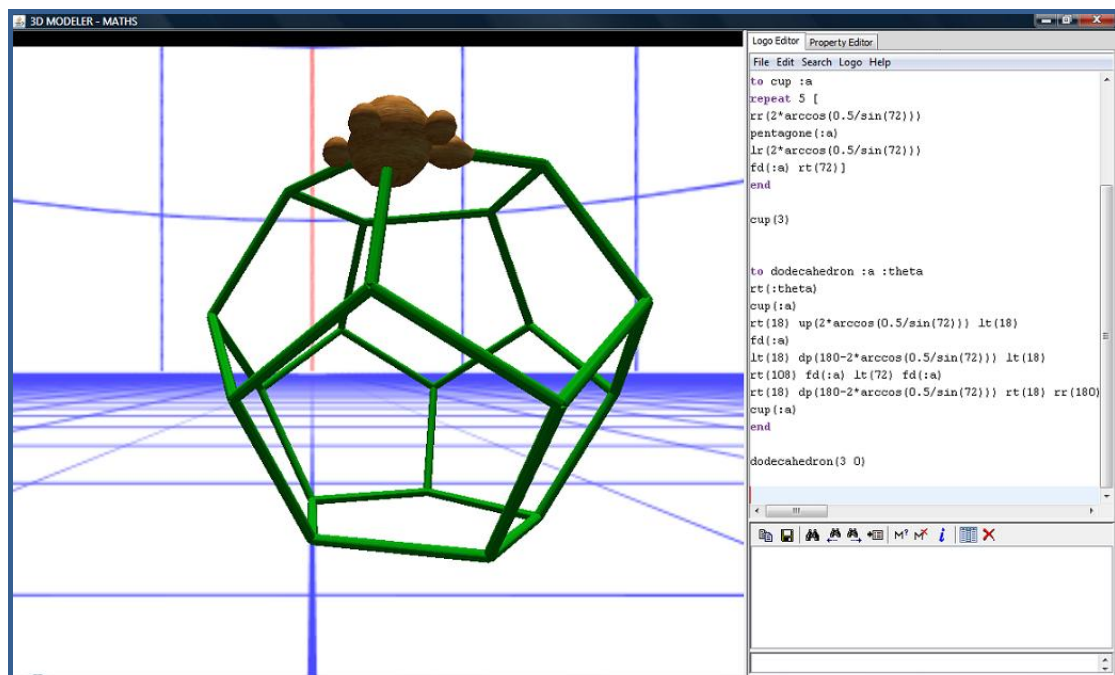 3D MODELER - MATHS
Logo Editor Property Editor
File Edit Search Logo Help
to cup :a
repeat 5 [
rr(2*arccos(0.5/sin(72)))
pentagone(:a)
lr(2*arccos(0.5/sin(72)))
fd(:a) rt(72)]
end
cup(3)
to dodecahedron :a :theta
rt(:theta)
cup(:a)
rt(18) up(2*arccos(0.5/sin(72))) lt(18)
fd(:a)
lt(18) dp(180-2*arccos(0.5/sin(72))) lt(18)
rt(108) fd(:a) lt(72) fd(:a)
rt(18) dp(180-2*arccos(0.5/sin(72))) rt(18) rr(180)
cup(:a)
end
dodecahedron(3 0)
M? M i